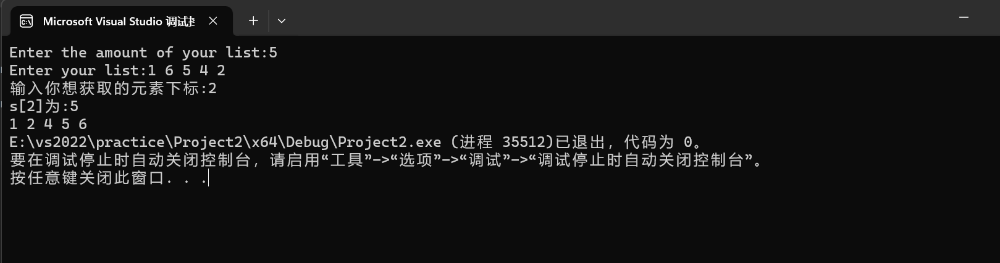 Microsoft Visual Studio 调试
Enter the amount of your list:5
Enter your list:1 6 5 4 2
输入你想获取的元素下标:2
s[2]为:5
1 2 4 5 6
E:\vs2022\practice\Project2\x64\Debug\Project2.exe (进程 35512)已退出，代码为 0。
要在调试停止时自动关闭控制台，请启用“工具”->“选项”->“调试”->“调试停止时自动关闭控制台”。
按任意键关闭此窗口. . .